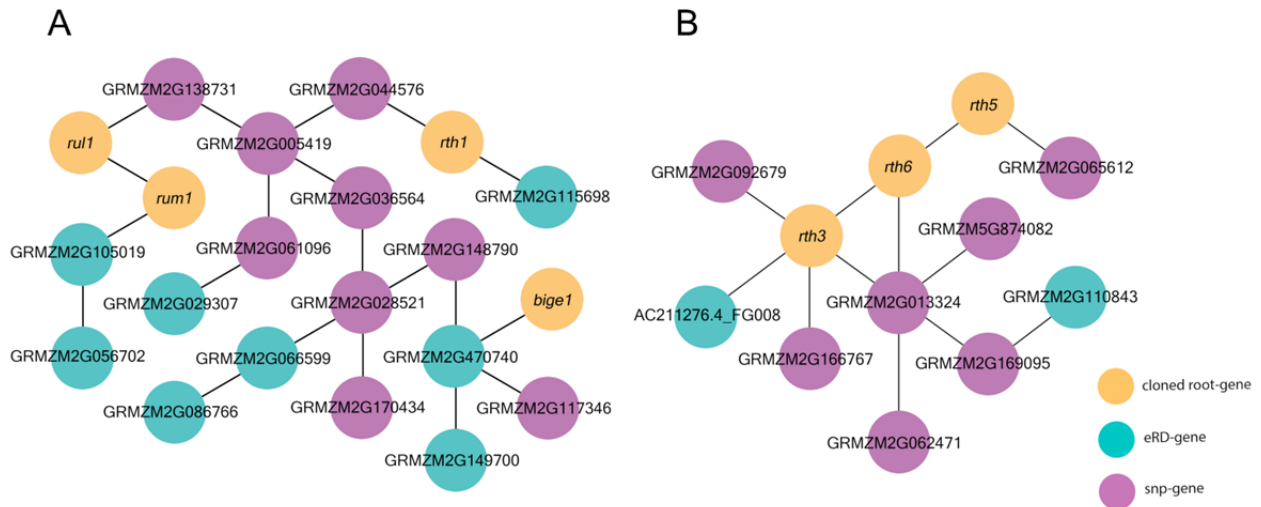 A
GRMZM2G138731
GRMZM2G044576
rul1
GRMZM2G005419
rth1
rum1
GRMZM2G036564
GRMZM2G115698
GRMZM2G105019
GRMZM2G061096
GRMZM2G148790
GRMZM2G029307
GRMZM2G028521
bige1
GRMZM2G056702
GRMZM2G066599
GRMZM2G470740
GRMZM2G086766
GRMZM2G170434
GRMZM2G117346
GRMZM2G149700
B
rth5
GRMZM2G092679
rth6
GRMZM2G065612
rth3
GRMZM5G874082
AC211276.4_FG008
GRMZM2G013324
GRMZM2G110843
GRMZM2G166767
GRMZM2G169095
GRMZM2G062471
cloned root-gene
eRD-gene
snp-gene